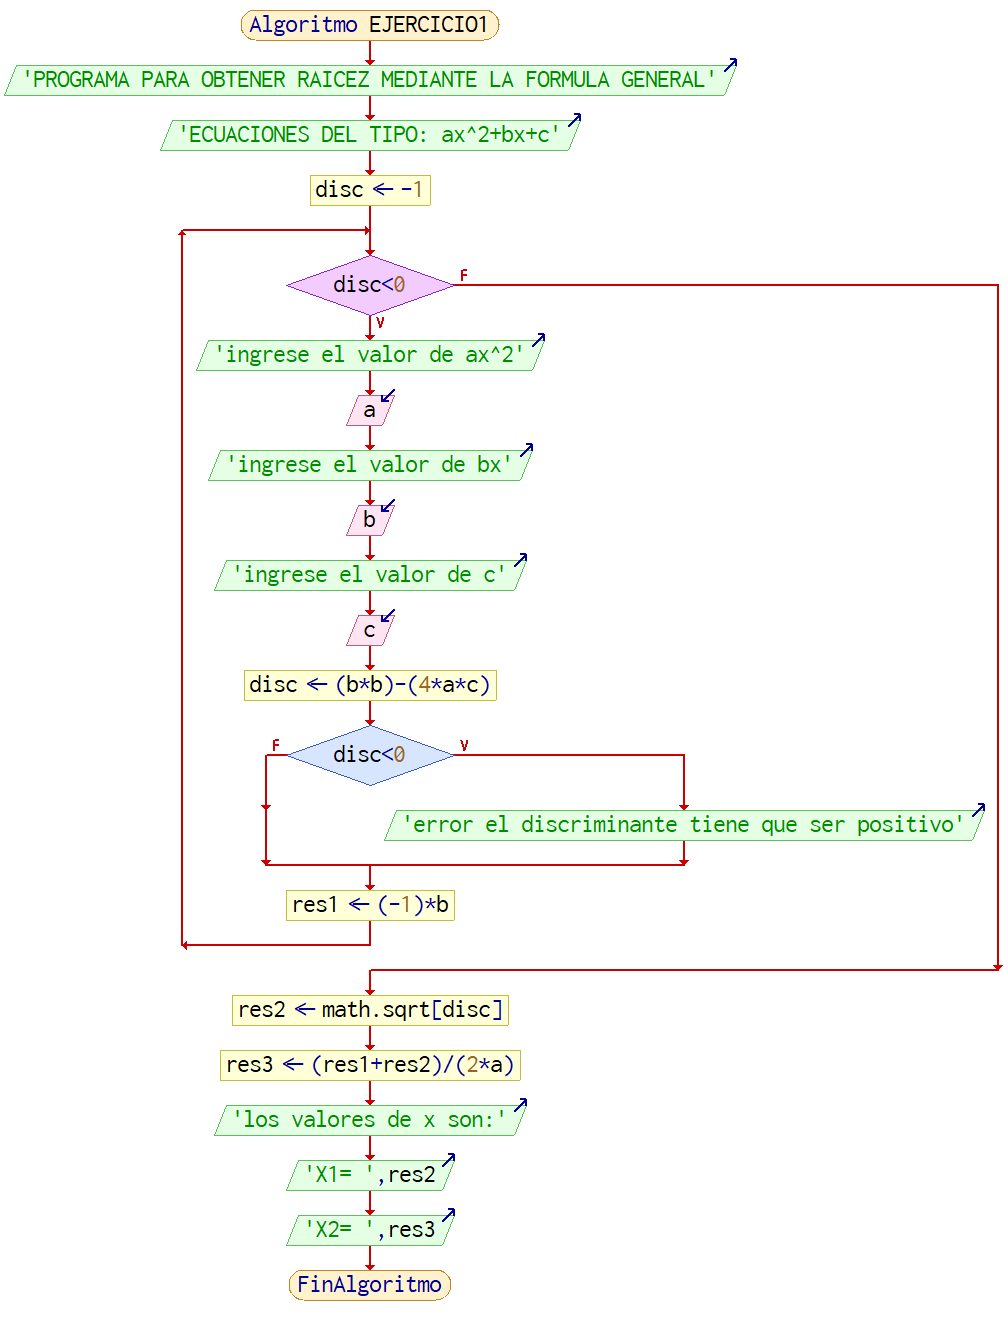 Algoritmo EJERCICIO1
'PROGRAMA PARA OBTENER RAICEZ MEDIANTE LA FORMULA GENERAL'
'ECUACIONES DEL TIPO: ax^2+bx+c'
disc ← -1
disc<0
F
V
'ingrese el valor de ax^2'
a
'ingrese el valor de bx'
b
'ingrese el valor de c'
c
disc ← (b*b)-(4*a*c)
F
disc<0
V
'error el discriminante tiene que ser positivo'
res1 ← (-1)*b
res2 ← math.sqrt[disc]
res3 ← (res1+res2)/(2*a)
'los valores de x son:'
'X1= ',res2
'X2= ',res3
FinAlgoritmo